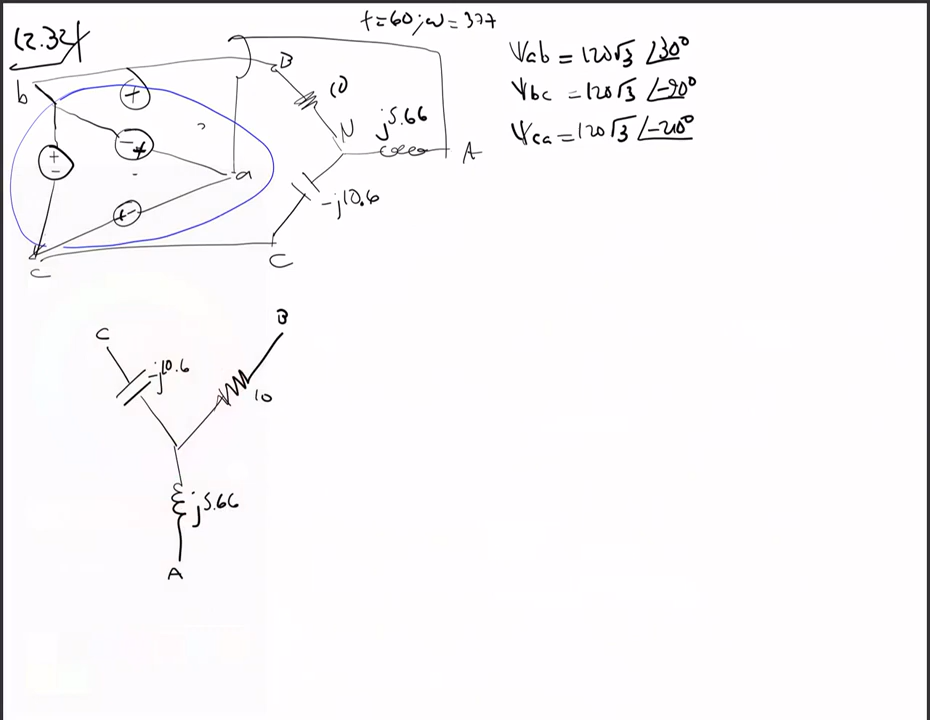 12.32
f=60; ω=377
Vab = 120√3 ∠30°
Vbc = 120√3 ∠-90°
Vca = 120√3 ∠-210°
b
+
B
10
N
j5.66
A
- +
+
-
a
+ -
-j10.6
c
C
C
-j10.6
B
10
j5.66
A